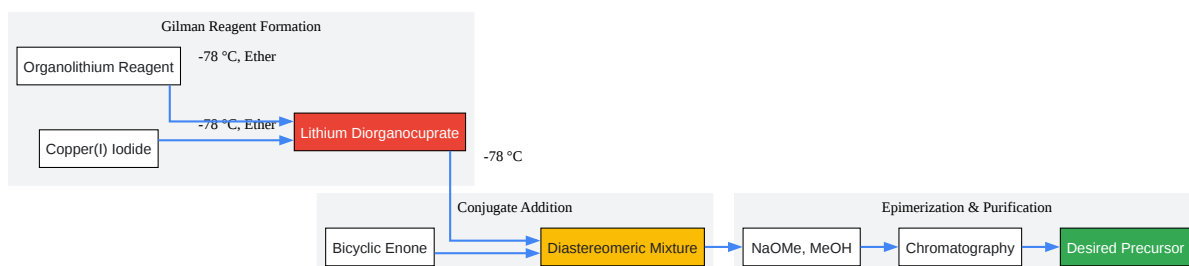 Gilman Reagent Formation
Organolithium Reagent
-78 °C, Ether
Copper(I) Iodide
-78 °C, Ether
Lithium Diorganocuprate
-78 °C
Conjugate Addition
Bicyclic Enone
Diastereomeric Mixture
Epimerization & Purification
NaOMe, MeOH
Chromatography
Desired Precursor